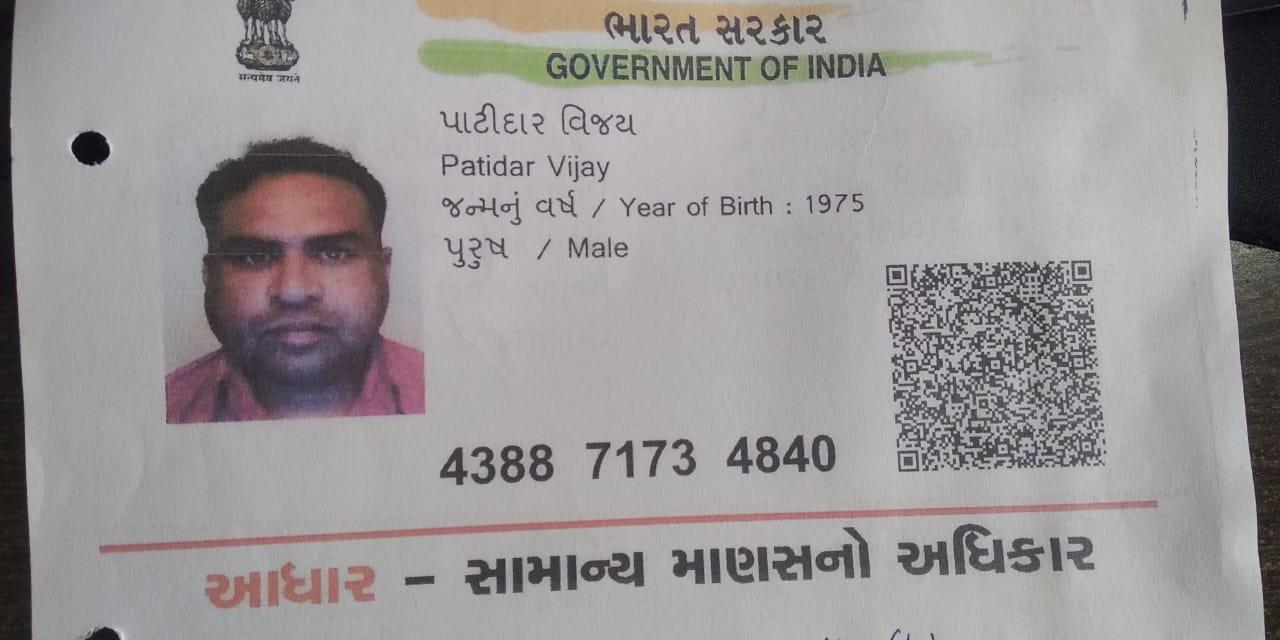 सत्यमेव जयते
ભારત સરકાર
GOVERNMENT OF INDIA
પાટીદાર વિજય
Patidar Vijay
જન્મનું વર્ષ / Year of Birth : 1975
પુરુષ / Male
4388 7173 4840
આધાર – સામાન્ય માણસનો અધિકાર